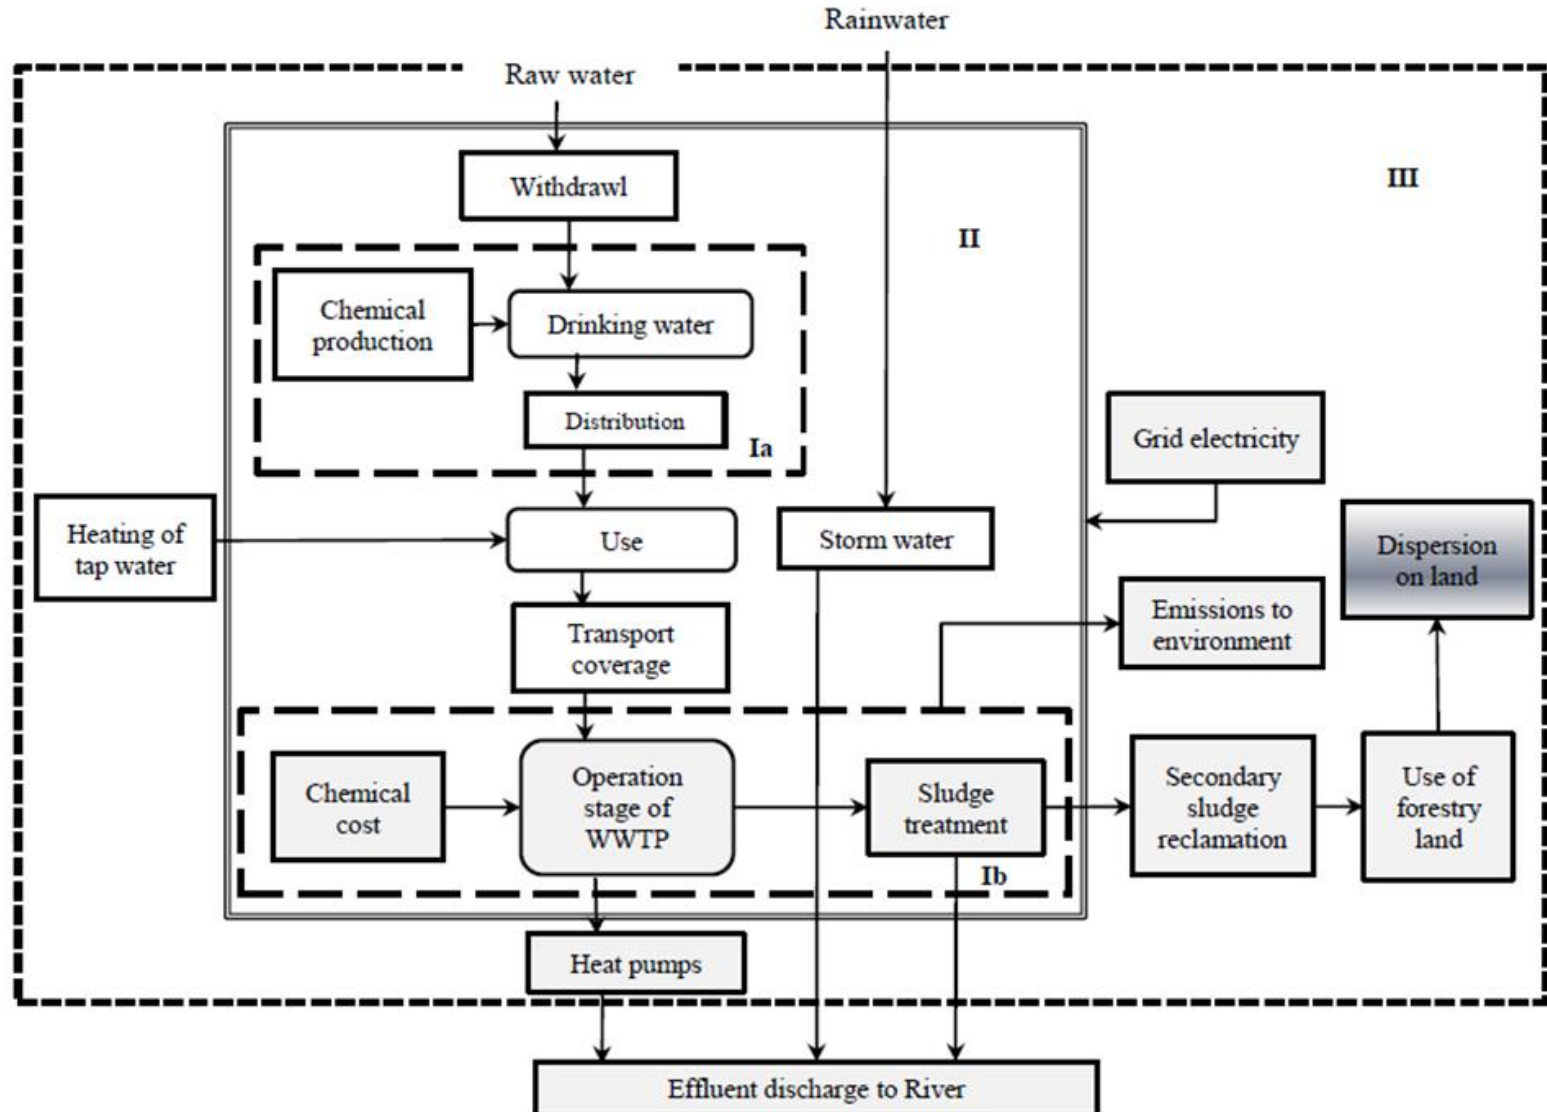 Rainwater
Raw water
III
Withdrawl
II
Chemical
production
Drinking water
Distribution
Ia
Grid electricity
Heating of
tap water
Use
Storm water
Dispersion
on land
Transport
coverage
Emissions to
environment
Chemical
cost
Operation
stage of
WWTP
Sludge
treatment
Ib
Secondary
sludge
reclamation
Use of
forestry
land
Heat pumps
Effluent discharge to River